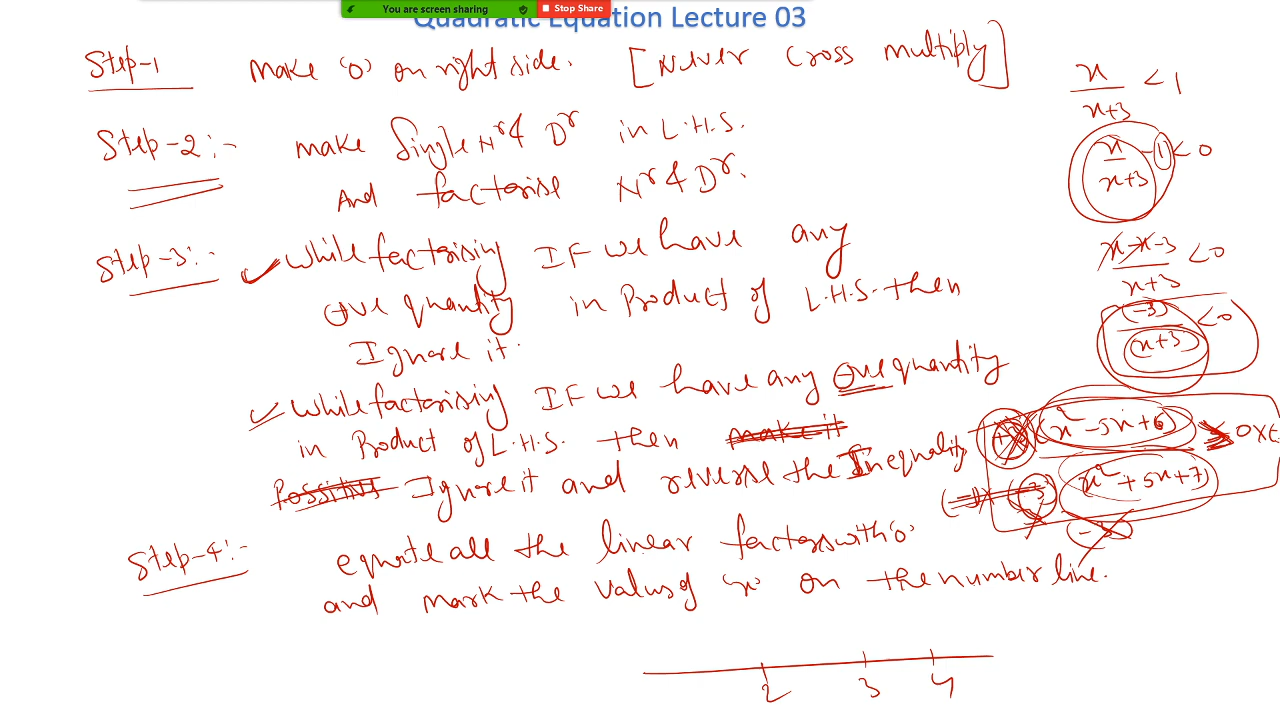 You are screen sharing Stop Share
Quadratic Equation Lecture 03
Step-1 Make '0' on right side. [Never Cross multiply]
Step-2:- make Single Nr & Dr in L.H.S.
And factorise Nr & Dr.
Step-3:- While factorising IF we have any
+ve quantity in Product of L.H.S. then
Ignore it.
While factorising IF we have any -ve quantity
in Product of L.H.S. then make it
Possitive Ignore it and reverse the Inequality
Step-4:- equate all the linear factors with '0'
and mark the values of 'x' on the number line.
2 3 4
x/x+3 < 1
x/x+3 - 1 < 0
x-x-3/x+3 < 0
(-3)/(x+3) < 0
(x²-5x+6)
(x²+5x+7)